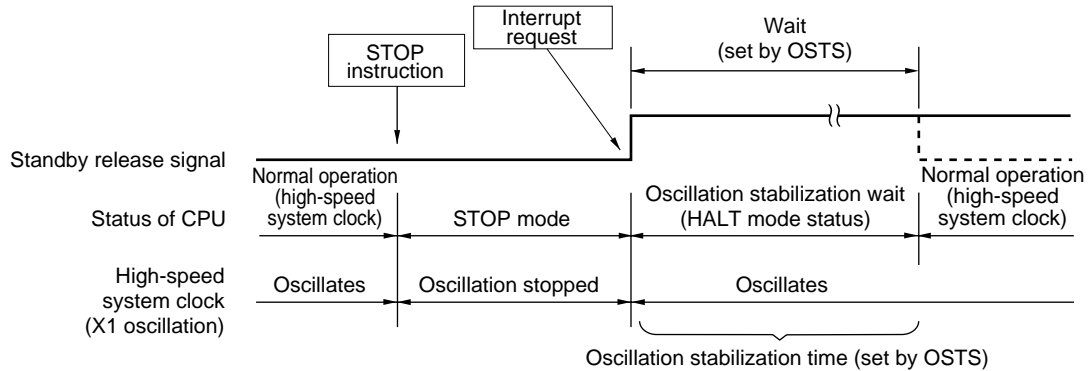 Interrupt
request
STOP
instruction
Wait
(set by OSTS)
Standby release signal
Normal operation
(high-speed
system clock)
Status of CPU
STOP mode
Oscillation stabilization wait
(HALT mode status)
Normal operation
(high-speed
system clock)
High-speed
system clock
(X1 oscillation)
Oscillates
Oscillation stopped
Oscillates
Oscillation stabilization time (set by OSTS)